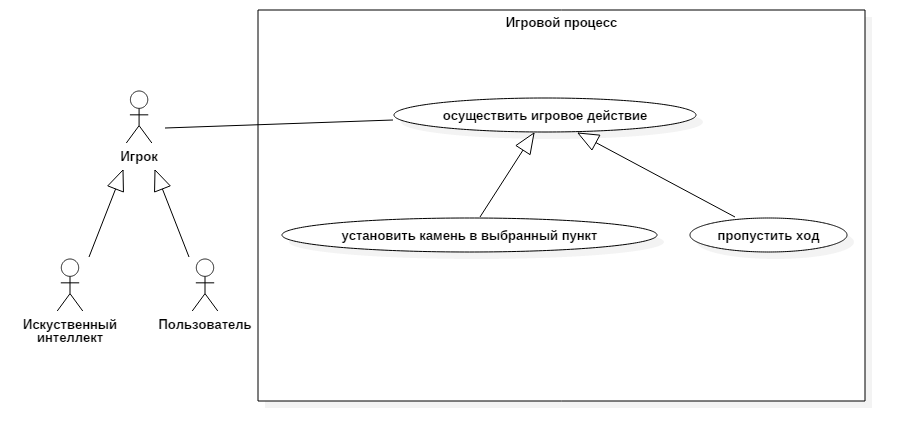 Игровой процесс
осуществить игровое действие
Игрок
установить камень в выбранный пункт
пропустить ход
Искуственный
интеллект
Пользователь